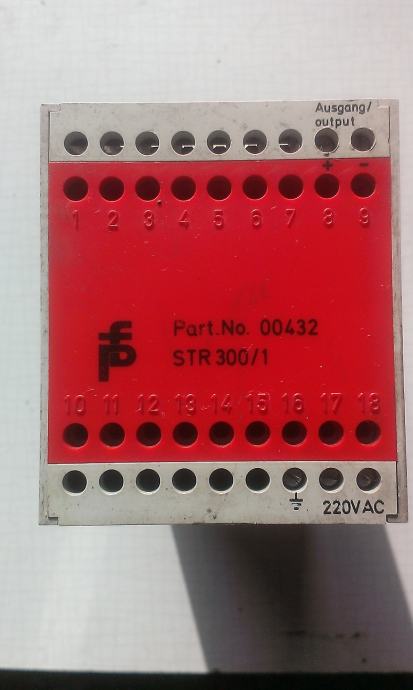 Ausgang/
output
+ -
1 2 3 4 5 6 7 8 9
Part.No. 00432
STR 300/1
10 11 12 13 14 15 16 17 18
220VAC